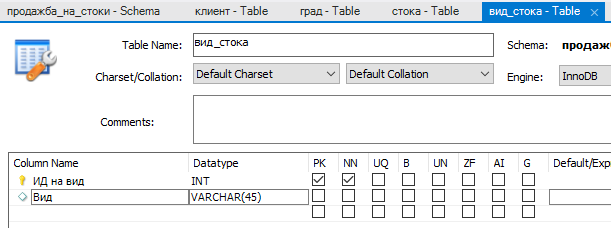 продажба_на_стоки - Schema клиент - Table град - Table стока - Table вид_стока - Table ×
Table Name: вид_стока Schema: продажб
Charset/Collation: Default Charset Default Collation Engine: InnoDB
Comments:
Column Name Datatype PK NN UQ B UN ZF AI G Default/Exp
ИД на вид INT
Вид VARCHAR(45)